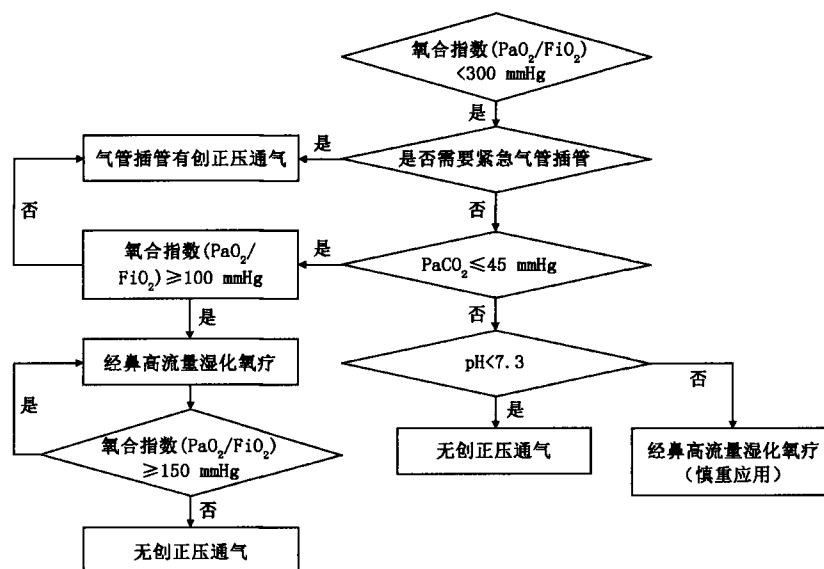 氧合指数(PaO₂/FiO₂)
<300 mmHg
是
气管插管有创正压通气
是
是否需要紧急气管插管
否
否
氧合指数(PaO₂/
FiO₂)≥100 mmHg
是
PaCO₂≤45 mmHg
是
否
经鼻高流量湿化氧疗
pH<7.3
是
否
氧合指数(PaO₂/FiO₂)
≥150 mmHg
是
无创正压通气
经鼻高流量湿化氧疗
(慎重应用)
否
无创正压通气